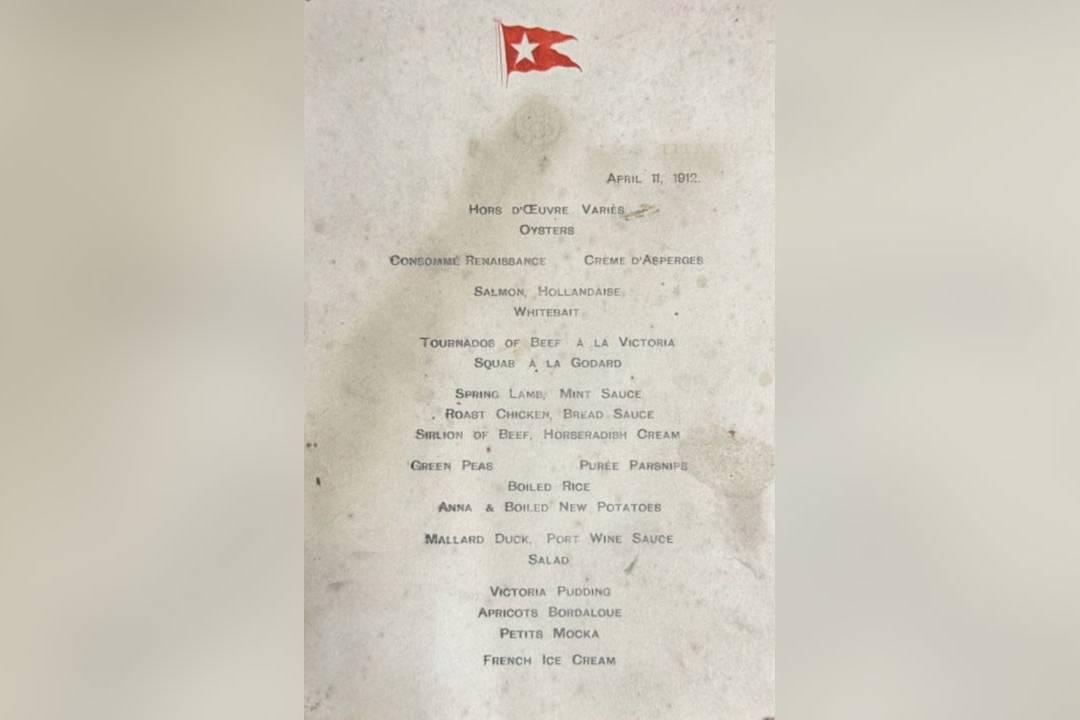 APRIL 11, 1912.
HORS D'ŒUVRE VARIÉS
OYSTERS
CONSOMMÉ RENAISSANCE CRÈME D'ASPERGES
SALMON, HOLLANDAISE
WHITEBAIT
TOURNADOS OF BEEF À LA VICTORIA
SQUAB À LA GODARD
SPRING LAMB, MINT SAUCE
ROAST CHICKEN, BREAD SAUCE
SIRLION OF BEEF, HORSERADISH CREAM
GREEN PEAS PURÉE PARSNIPS
BOILED RICE
ANNA & BOILED NEW POTATOES
MALLARD DUCK, PORT WINE SAUCE
SALAD
VICTORIA PUDDING
APRICOTS BORDALOUE
PETITS MOCKA
FRENCH ICE CREAM